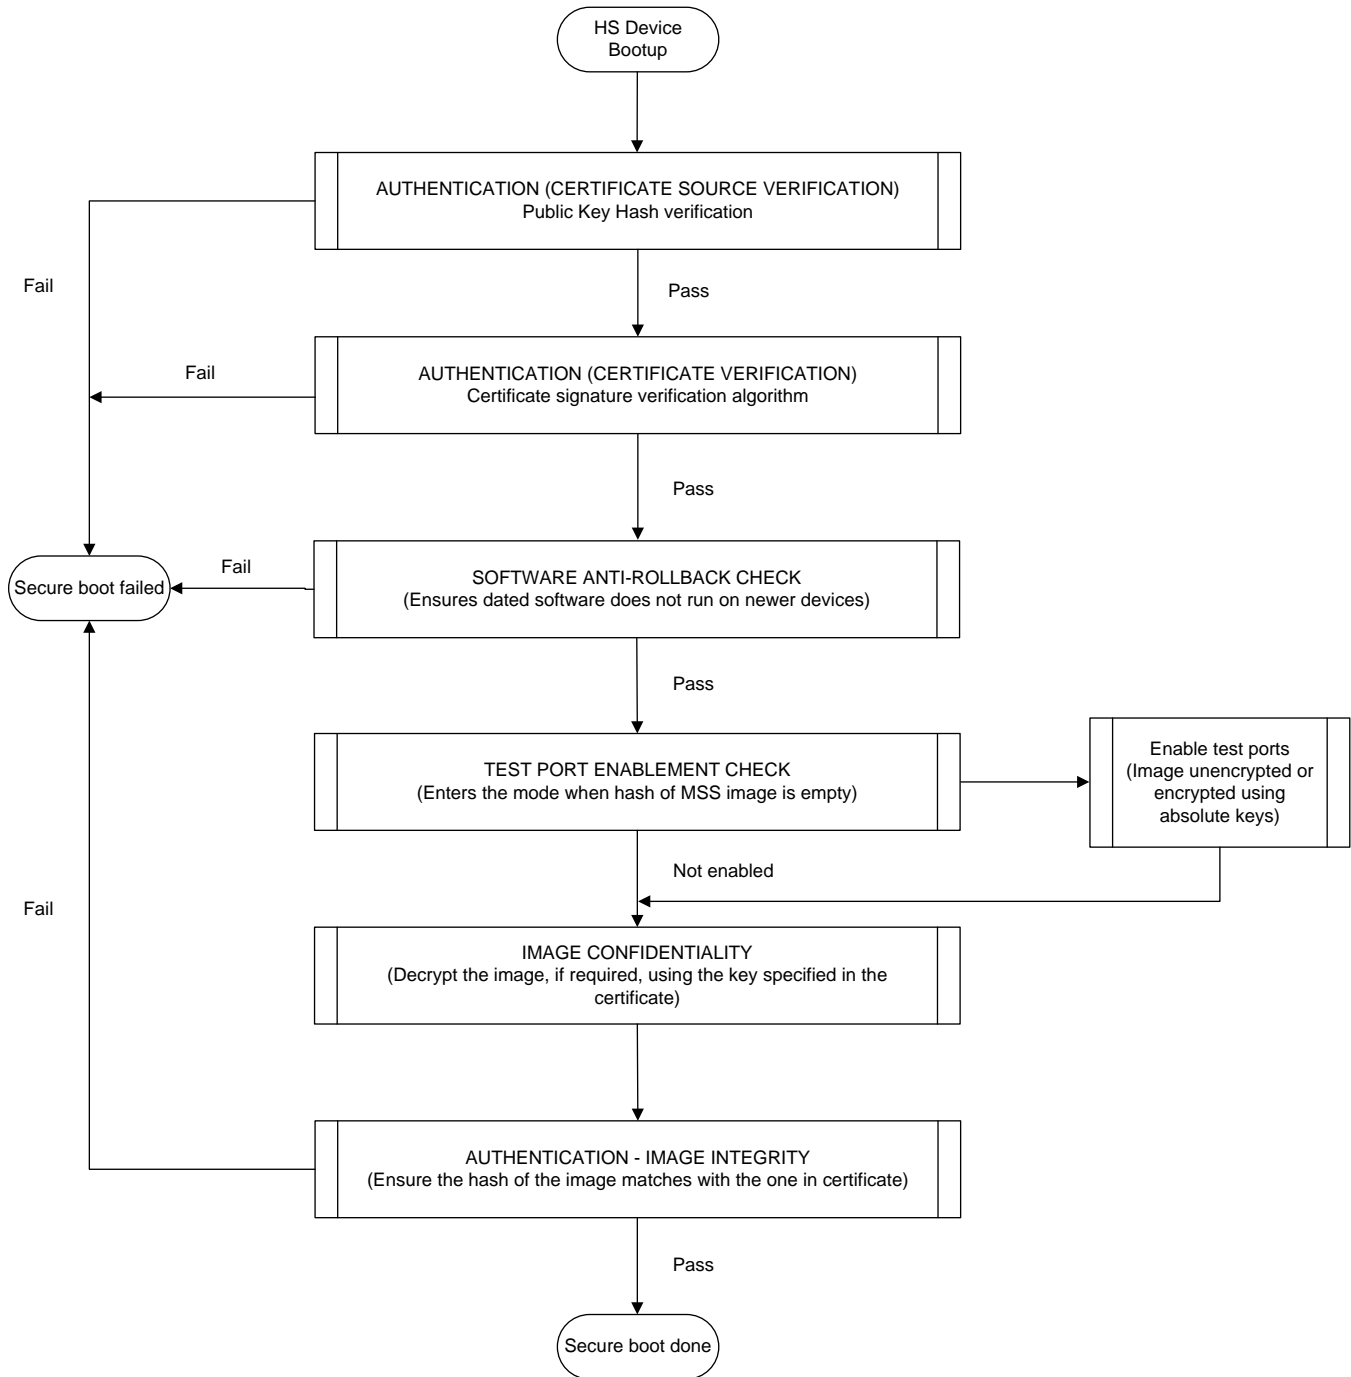 HS Device
Bootup
AUTHENTICATION (CERTIFICATE SOURCE VERIFICATION)
Public Key Hash verification
Fail
Pass
Fail
AUTHENTICATION (CERTIFICATE VERIFICATION)
Certificate signature verification algorithm
Pass
Secure boot failed
Fail
SOFTWARE ANTI-ROLLBACK CHECK
(Ensures dated software does not run on newer devices)
Pass
TEST PORT ENABLEMENT CHECK
(Enters the mode when hash of MSS image is empty)
Enable test ports
(Image unencrypted or
encrypted using
absolute keys)
Not enabled
Fail
IMAGE CONFIDENTIALITY
(Decrypt the image, if required, using the key specified in the
certificate)
AUTHENTICATION - IMAGE INTEGRITY
(Ensure the hash of the image matches with the one in certificate)
Pass
Secure boot done